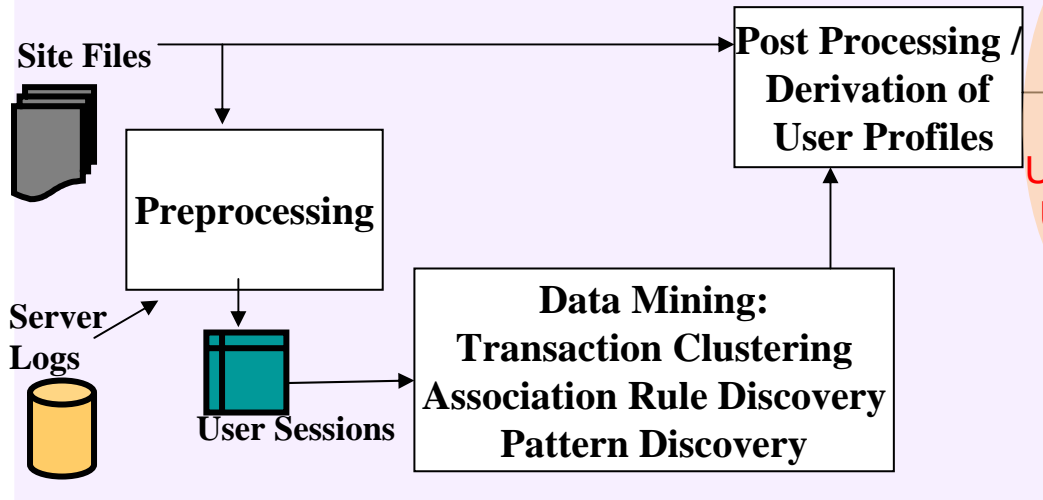 Site Files
Post Processing /
Derivation of
User Profiles
Preprocessing
Server
Logs
User Sessions
Data Mining:
Transaction Clustering
Association Rule Discovery
Pattern Discovery